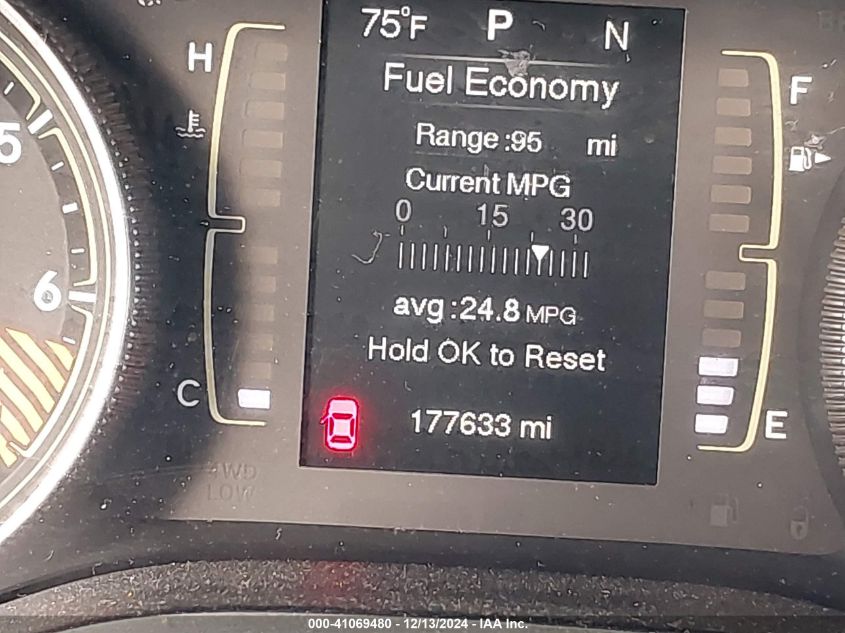 75°F P N
H
Fuel Economy
F
5
Range :95 mi
Current MPG
0 15 30
6
avg :24.8 MPG
Hold OK to Reset
C
177633 mi
E
4WD
LOW
000-41069480 - 12/13/2024 - IAA Inc.